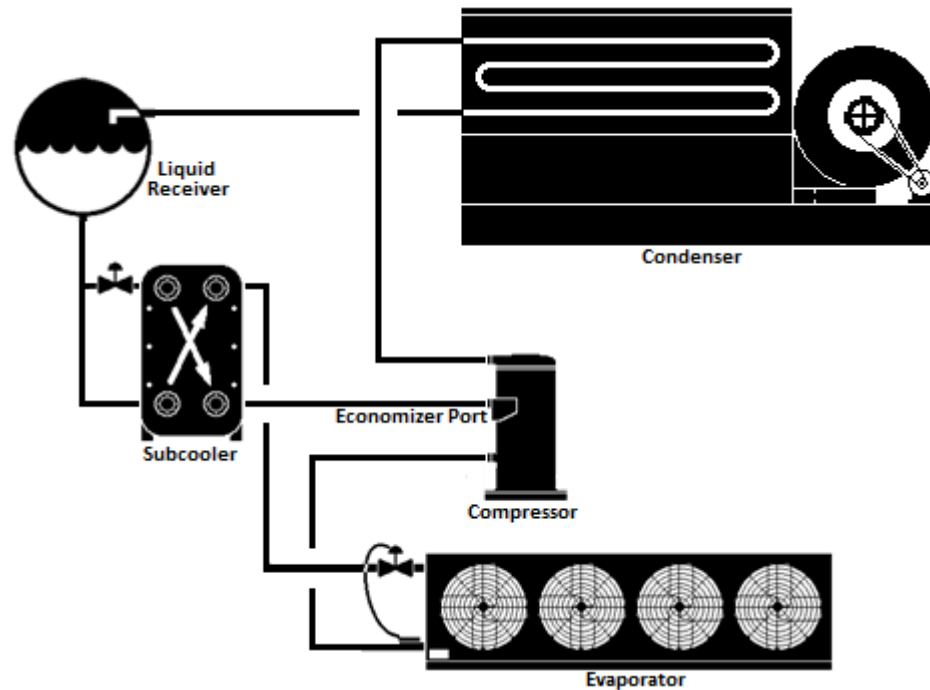 Liquid
Receiver
Condenser
Economizer Port
Subcooler
Compressor
Evaporator